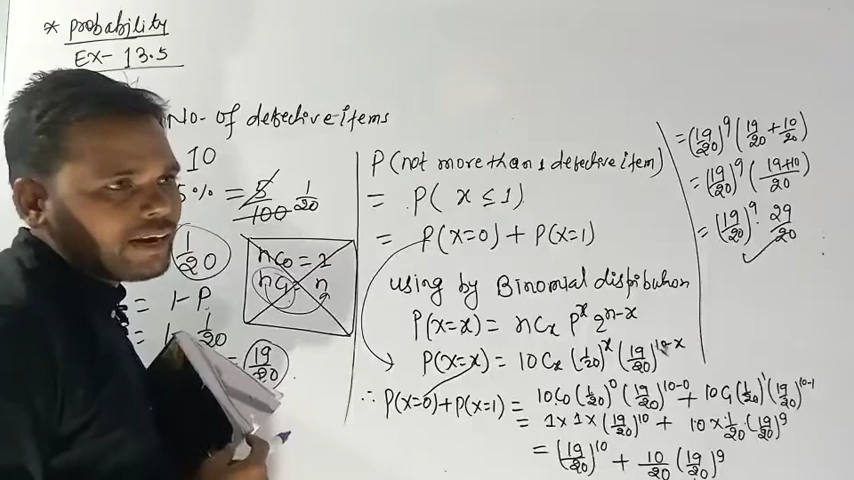 * probability
Ex- 13.5
No- of defective items
10
5% = 5/100 1/20
1/20
= 1-P
= 1- 1/20
= 19/20
nC0 = 1
nC1 = n
P(not more than 1 defective item)
= P( x ≤ 1)
= P(x=0) + P(x=1)
using by Binomial dispibution
P(x=x) = nCx P^x q^n-x
P(x=x) = 10Cx (1/20)^x (19/20)^10-x
∴ P(x=0)+P(x=1) = 10C0 (1/20)^0 (19/20)^10-0 + 10C1 (1/20)^1 (19/20)^10-1
= 1×1×(19/20)^10 + 10×1/20·(19/20)^9
= (19/20)^10 + 10/20 (19/20)^9
= (19/20)^9 (19/20 + 10/20)
= (19/20)^9 (19+10/20)
= (19/20)^9 · 29/20